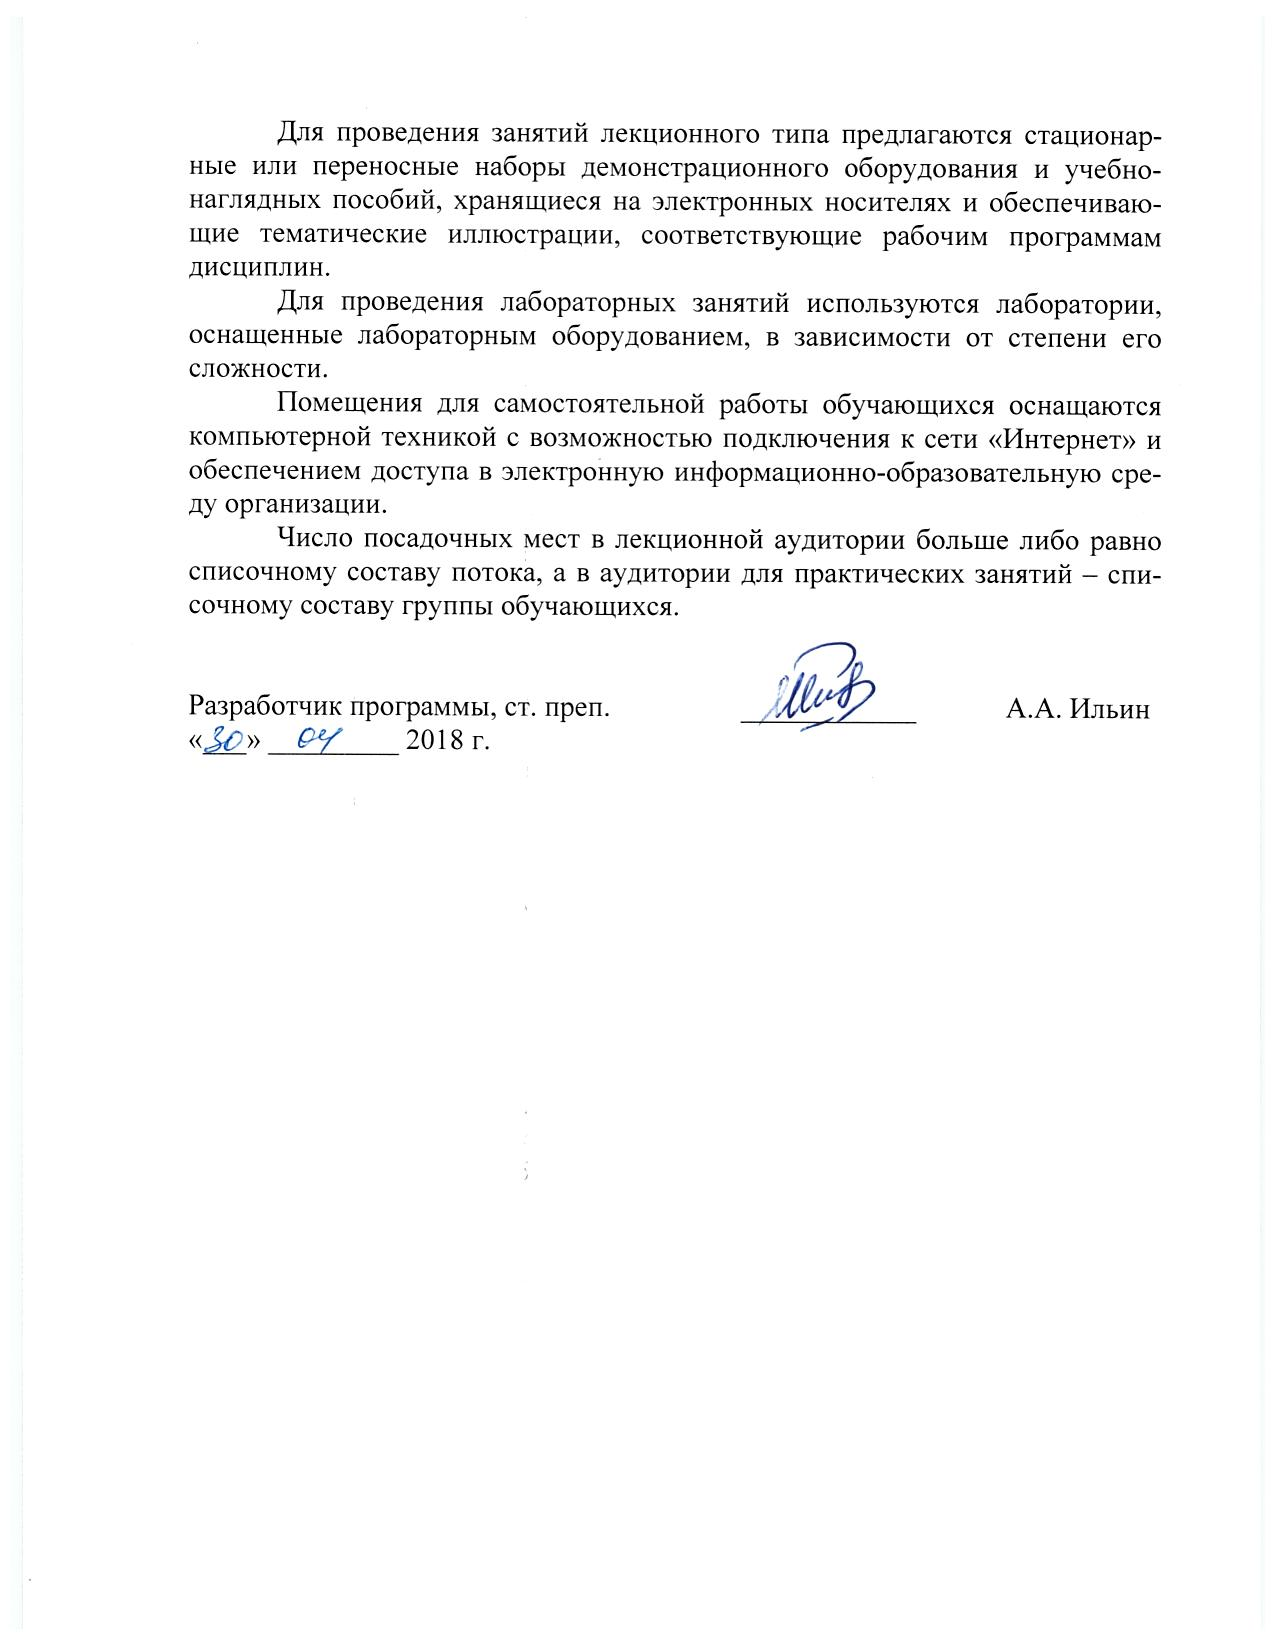 Для проведения занятий лекционного типа предлагаются стационар-
ные или переносные наборы демонстрационного оборудования и учебно-
наглядных пособий, хранящиеся на электронных носителях и обеспечиваю-
щие тематические иллюстрации, соответствующие рабочим программам
дисциплин.
Для проведения лабораторных занятий используются лаборатории,
оснащенные лабораторным оборудованием, в зависимости от степени его
сложности.
Помещения для самостоятельной работы обучающихся оснащаются
компьютерной техникой с возможностью подключения к сети «Интернет» и
обеспечением доступа в электронную информационно-образовательную сре-
ду организации.
Число посадочных мест в лекционной аудитории больше либо равно
списочному составу потока, а в аудитории для практических занятий – спи-
сочному составу группы обучающихся.
Разработчик программы, ст. преп. ____________ А.А. Ильин
«30» 04 2018 г.